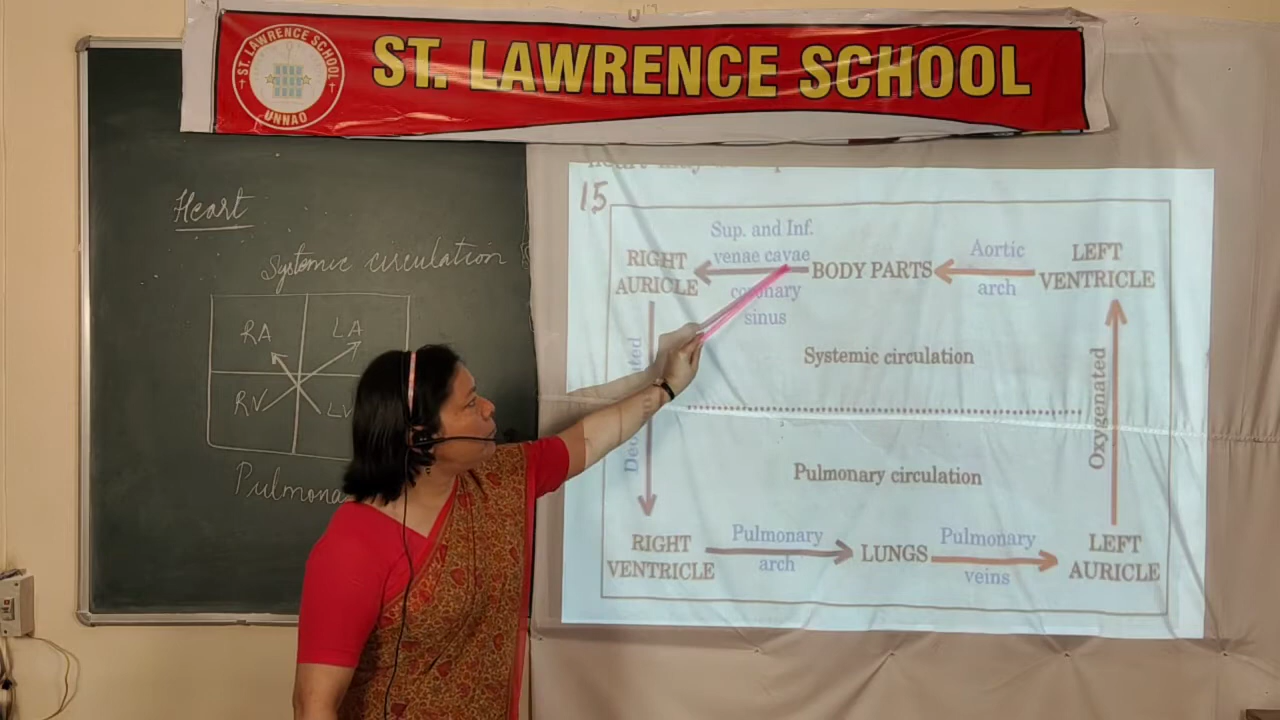 ST. LAWRENCE SCHOOL
ST. LAWRENCE SCHOOL
UNNAO
Heart
Systemic circulation
RA
LA
RV
15
Sup. and Inf.
venae cavae
coronary
sinus
RIGHT
AURICLE
BODY PARTS
Aortic
arch
LEFT
VENTRICLE
Systemic circulation
Oxygenated
Pulmonary circulation
RIGHT
VENTRICLE
Pulmonary
arch
LUNGS
Pulmonary
veins
LEFT
AURICLE